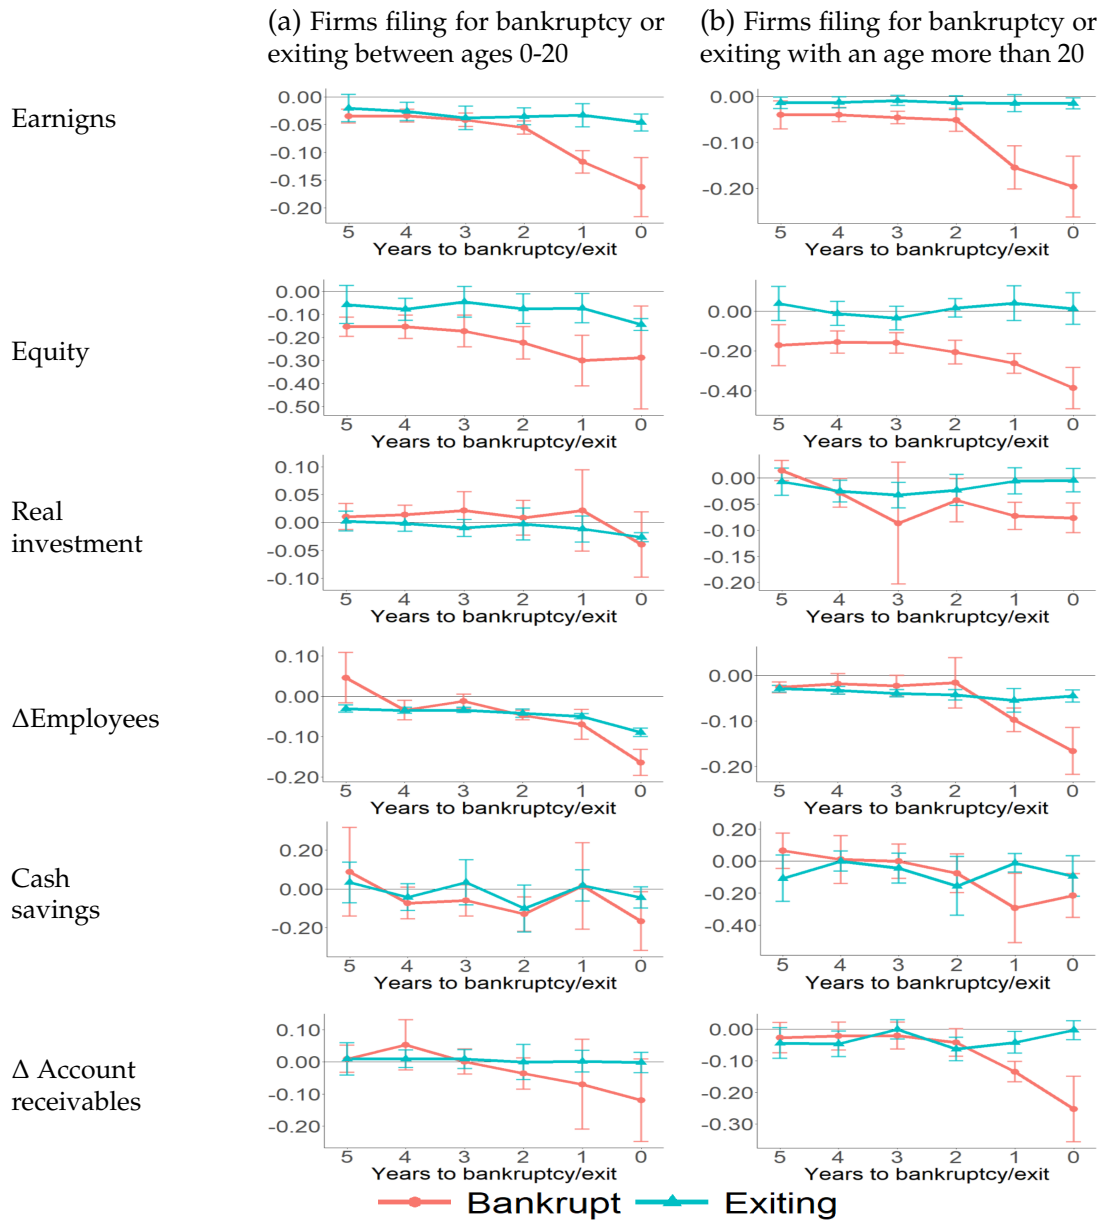 (a) Firms filing for bankruptcy or
exiting between ages 0-20
(b) Firms filing for bankruptcy or
exiting with an age more than 20
Earnigns
0.00
-0.05
-0.10
-0.15
-0.20
5 4 3 2 1 0
Years to bankruptcy/exit
0.00
-0.10
-0.20
5 4 3 2 1 0
Years to bankruptcy/exit
Equity
0.00
-0.10
-0.20
-0.30
-0.40
-0.50
5 4 3 2 1 0
Years to bankruptcy/exit
0.00
-0.20
-0.40
5 4 3 2 1 0
Years to bankruptcy/exit
Real
investment
0.10
0.05
0.00
-0.05
-0.10
5 4 3 2 1 0
Years to bankruptcy/exit
0.00
-0.05
-0.10
-0.15
-0.20
5 4 3 2 1 0
Years to bankruptcy/exit
ΔEmployees
0.10
0.00
-0.10
-0.20
5 4 3 2 1 0
Years to bankruptcy/exit
0.00
-0.10
-0.20
5 4 3 2 1 0
Years to bankruptcy/exit
Cash
savings
0.20
0.00
-0.20
5 4 3 2 1 0
Years to bankruptcy/exit
0.20
0.00
-0.20
-0.40
5 4 3 2 1 0
Years to bankruptcy/exit
Δ Account
receivables
0.10
0.00
-0.10
-0.20
5 4 3 2 1 0
Years to bankruptcy/exit
0.00
-0.10
-0.20
-0.30
5 4 3 2 1 0
Years to bankruptcy/exit
Bankrupt Exiting